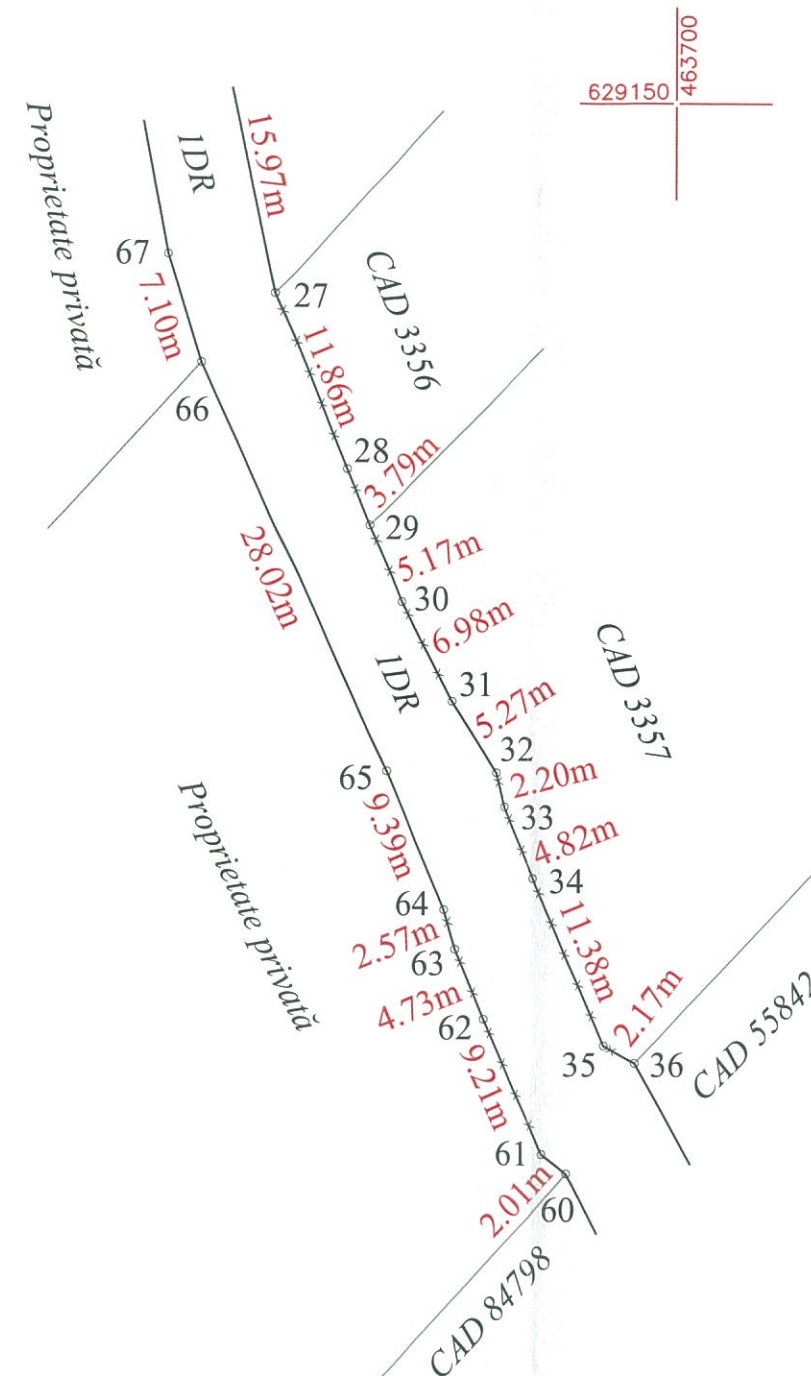 463700
629150
15.97m
1DR
Proprietate privată
67
7.10m
27
CAD 3356
11.86m
66
28
3.79m
29
5.17m
28.02m
30
6.98m
CAD 3357
1DR
31
5.27m
32
2.20m
65
33
Proprietate privată
9.39m
4.82m
34
64
11.38m
2.57m
63
2.17m
4.73m
62
35
36
CAD 55842
9.21m
61
2.01m
60
CAD 84798